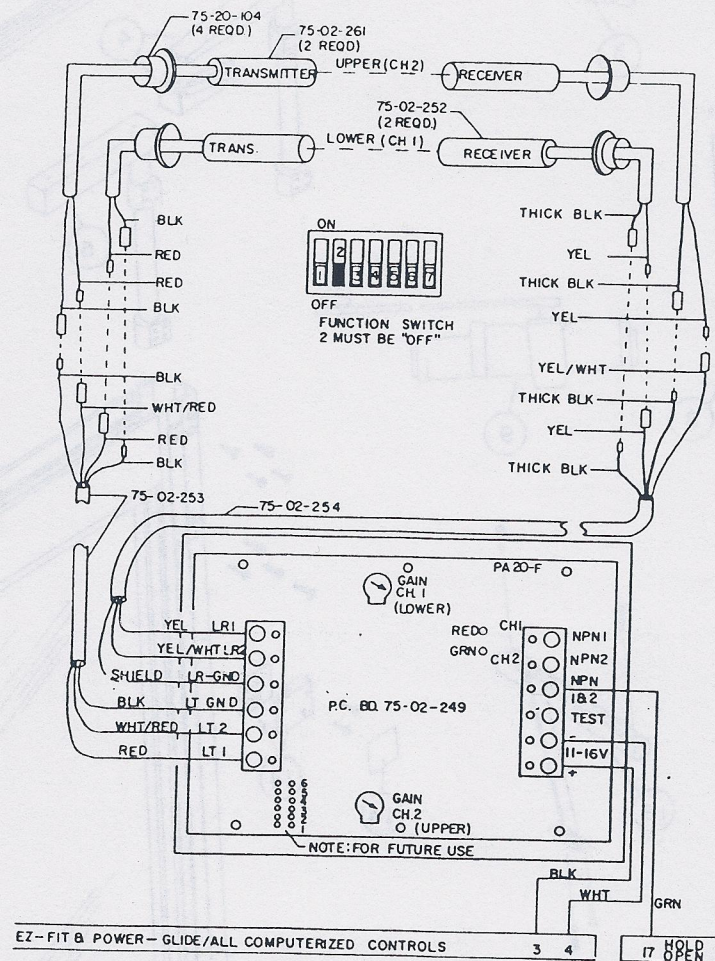 75-20-104
(4 REQD)
75-02-261
(2 REQD)
TRANSMITTER
UPPER(CH2)
RECEIVER
75-02-252
(2 REQD.)
TRANS.
LOWER (CH 1)
RECEIVER
BLK
RED
RED
BLK
BLK
WHT/RED
RED
BLK
ON
1 2 3 4 5 6 7
OFF
FUNCTION SWITCH
2 MUST BE "OFF"
THICK BLK
YEL
THICK BLK
YEL
YEL/WHT
THICK BLK
YEL
THICK BLK
75-02-253
75-02-254
PA20-F
GAIN
CH. 1
(LOWER)
YEL LR1
YEL/WHT LR2
SHIELD LR-GND
BLK LT GND
WHT/RED LT 2
RED LT 1
P.C. BD. 75-02-249
RED
GRN
CH1
CH2
NPN1
NPN2
NPN
1&2
TEST
-
11-16V
+
6
5
4
3
2
1
GAIN
CH.2
(UPPER)
NOTE: FOR FUTURE USE
BLK
WHT
GRN
EZ-FIT & POWER-GLIDE/ALL COMPUTERIZED CONTROLS
3 4
17 HOLD
OPEN